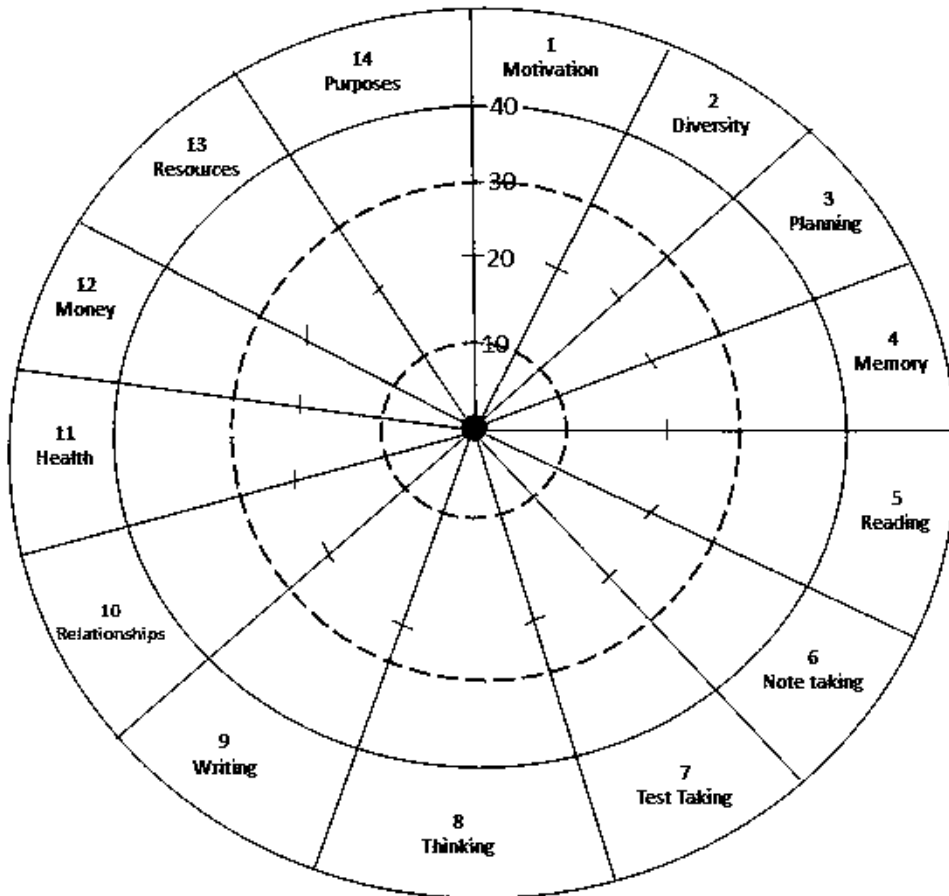 1
Motivation
2
Diversity
3
Planning
4
Memory
5
Reading
6
Note taking
7
Test Taking
8
Thinking
9
Writing
10
Relationships
11
Health
12
Money
13
Resources
14
Purposes
40
30
20
10